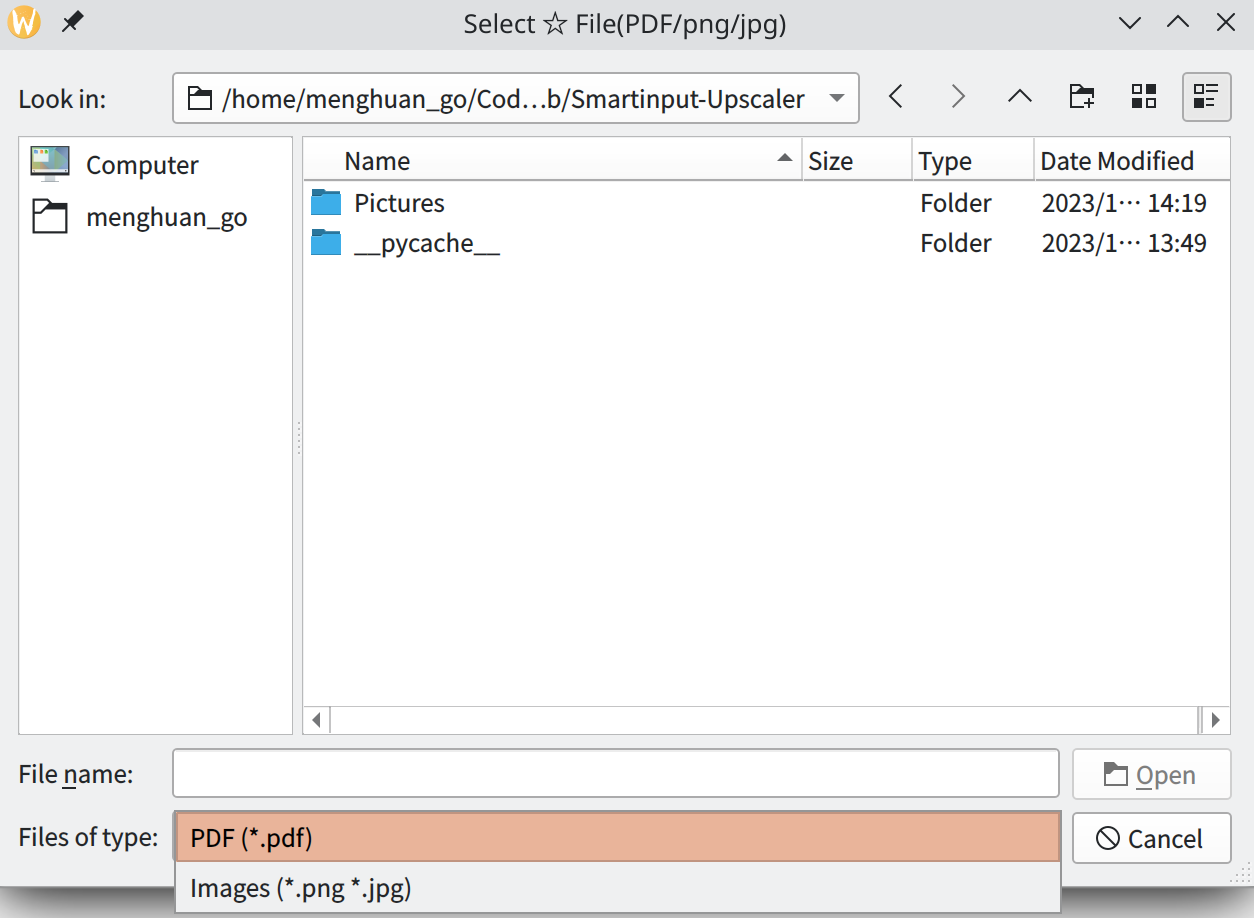 Select ☆ File(PDF/png/jpg)
Look in: /home/menghuan_go/Cod...b/Smartinput-Upscaler
Computer
menghuan_go
Name Size Type Date Modified
Pictures Folder 2023/1··· 14:19
__pycache__ Folder 2023/1··· 13:49
File name: Open
Files of type: PDF (*.pdf) Cancel
Images (*.png *.jpg)